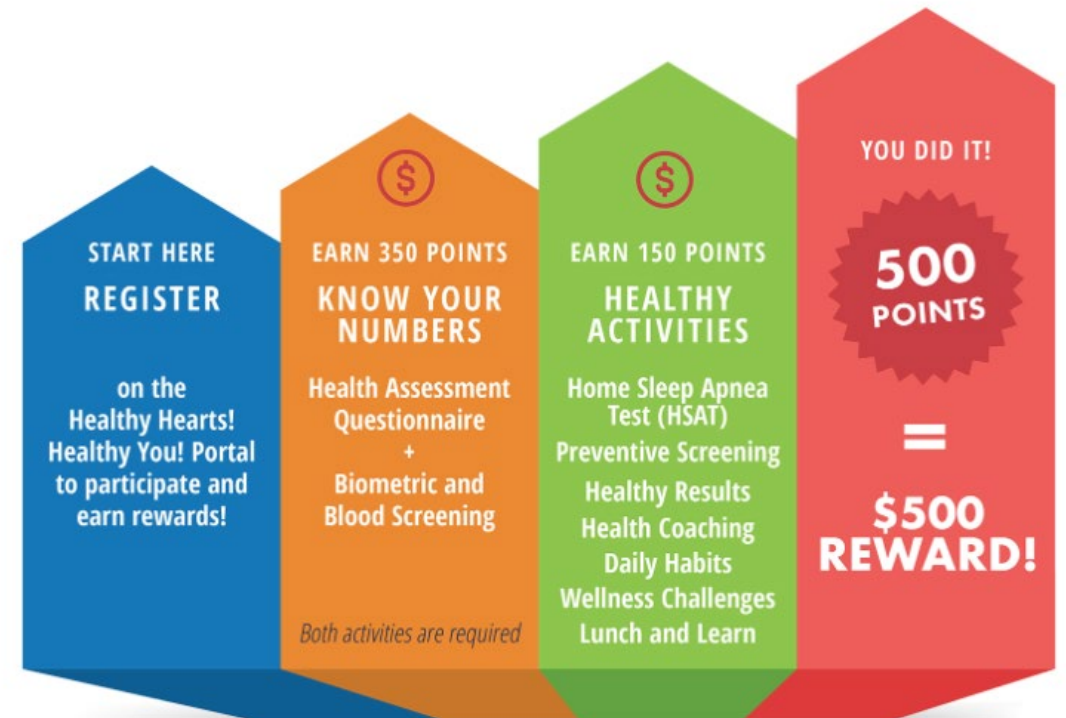 START HERE
REGISTER
on the
Healthy Hearts!
Healthy You! Portal
to participate and
earn rewards!
$
EARN 350 POINTS
KNOW YOUR
NUMBERS
Health Assessment
Questionnaire
+
Biometric and
Blood Screening
Both activities are required
$
EARN 150 POINTS
HEALTHY
ACTIVITIES
Home Sleep Apnea
Test (HSAT)
Preventive Screening
Healthy Results
Health Coaching
Daily Habits
Wellness Challenges
Lunch and Learn
YOU DID IT!
500
POINTS
=
$500
REWARD!